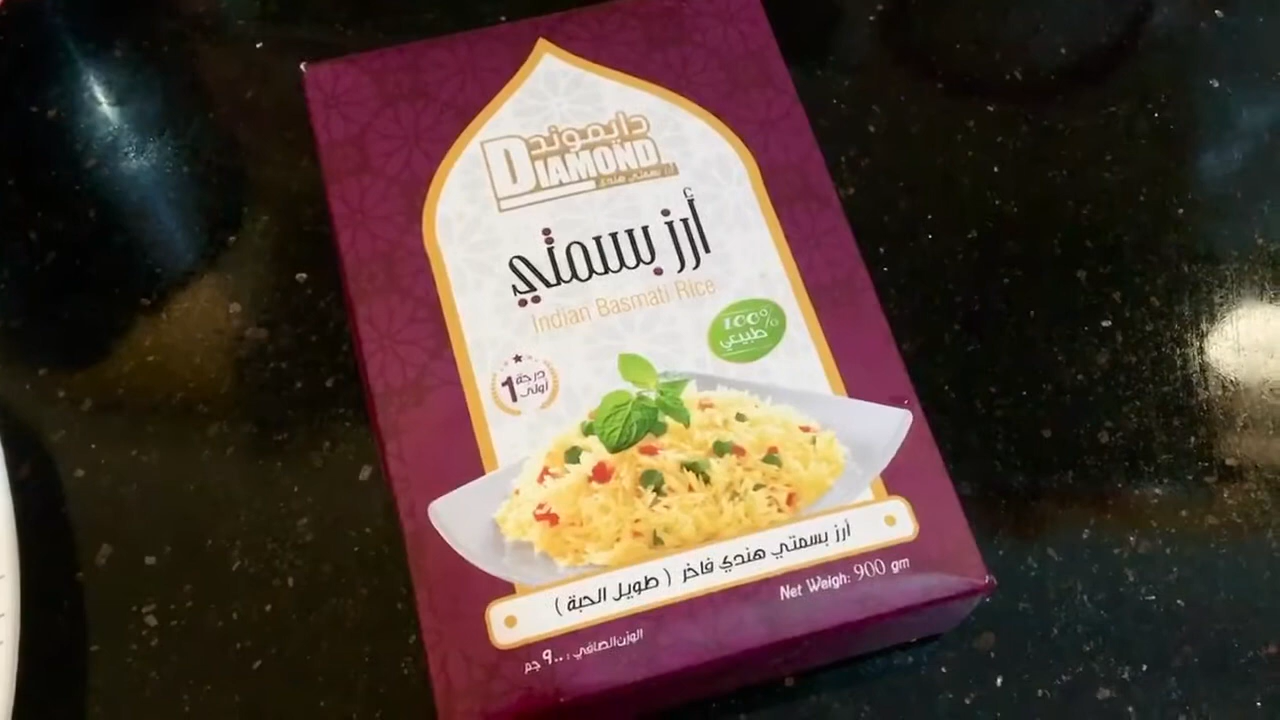 دايموند
DIAMOND
أرز بسمتي هندي
أرز بسمتي
Indian Basmati Rice
100%
طبيعي
1 درجة
أولى
أرز بسمتي هندي فاخر ( طويل الحبة )
Net Weigh: 900 gm
الوزن الصافي : ٩٠٠ جم